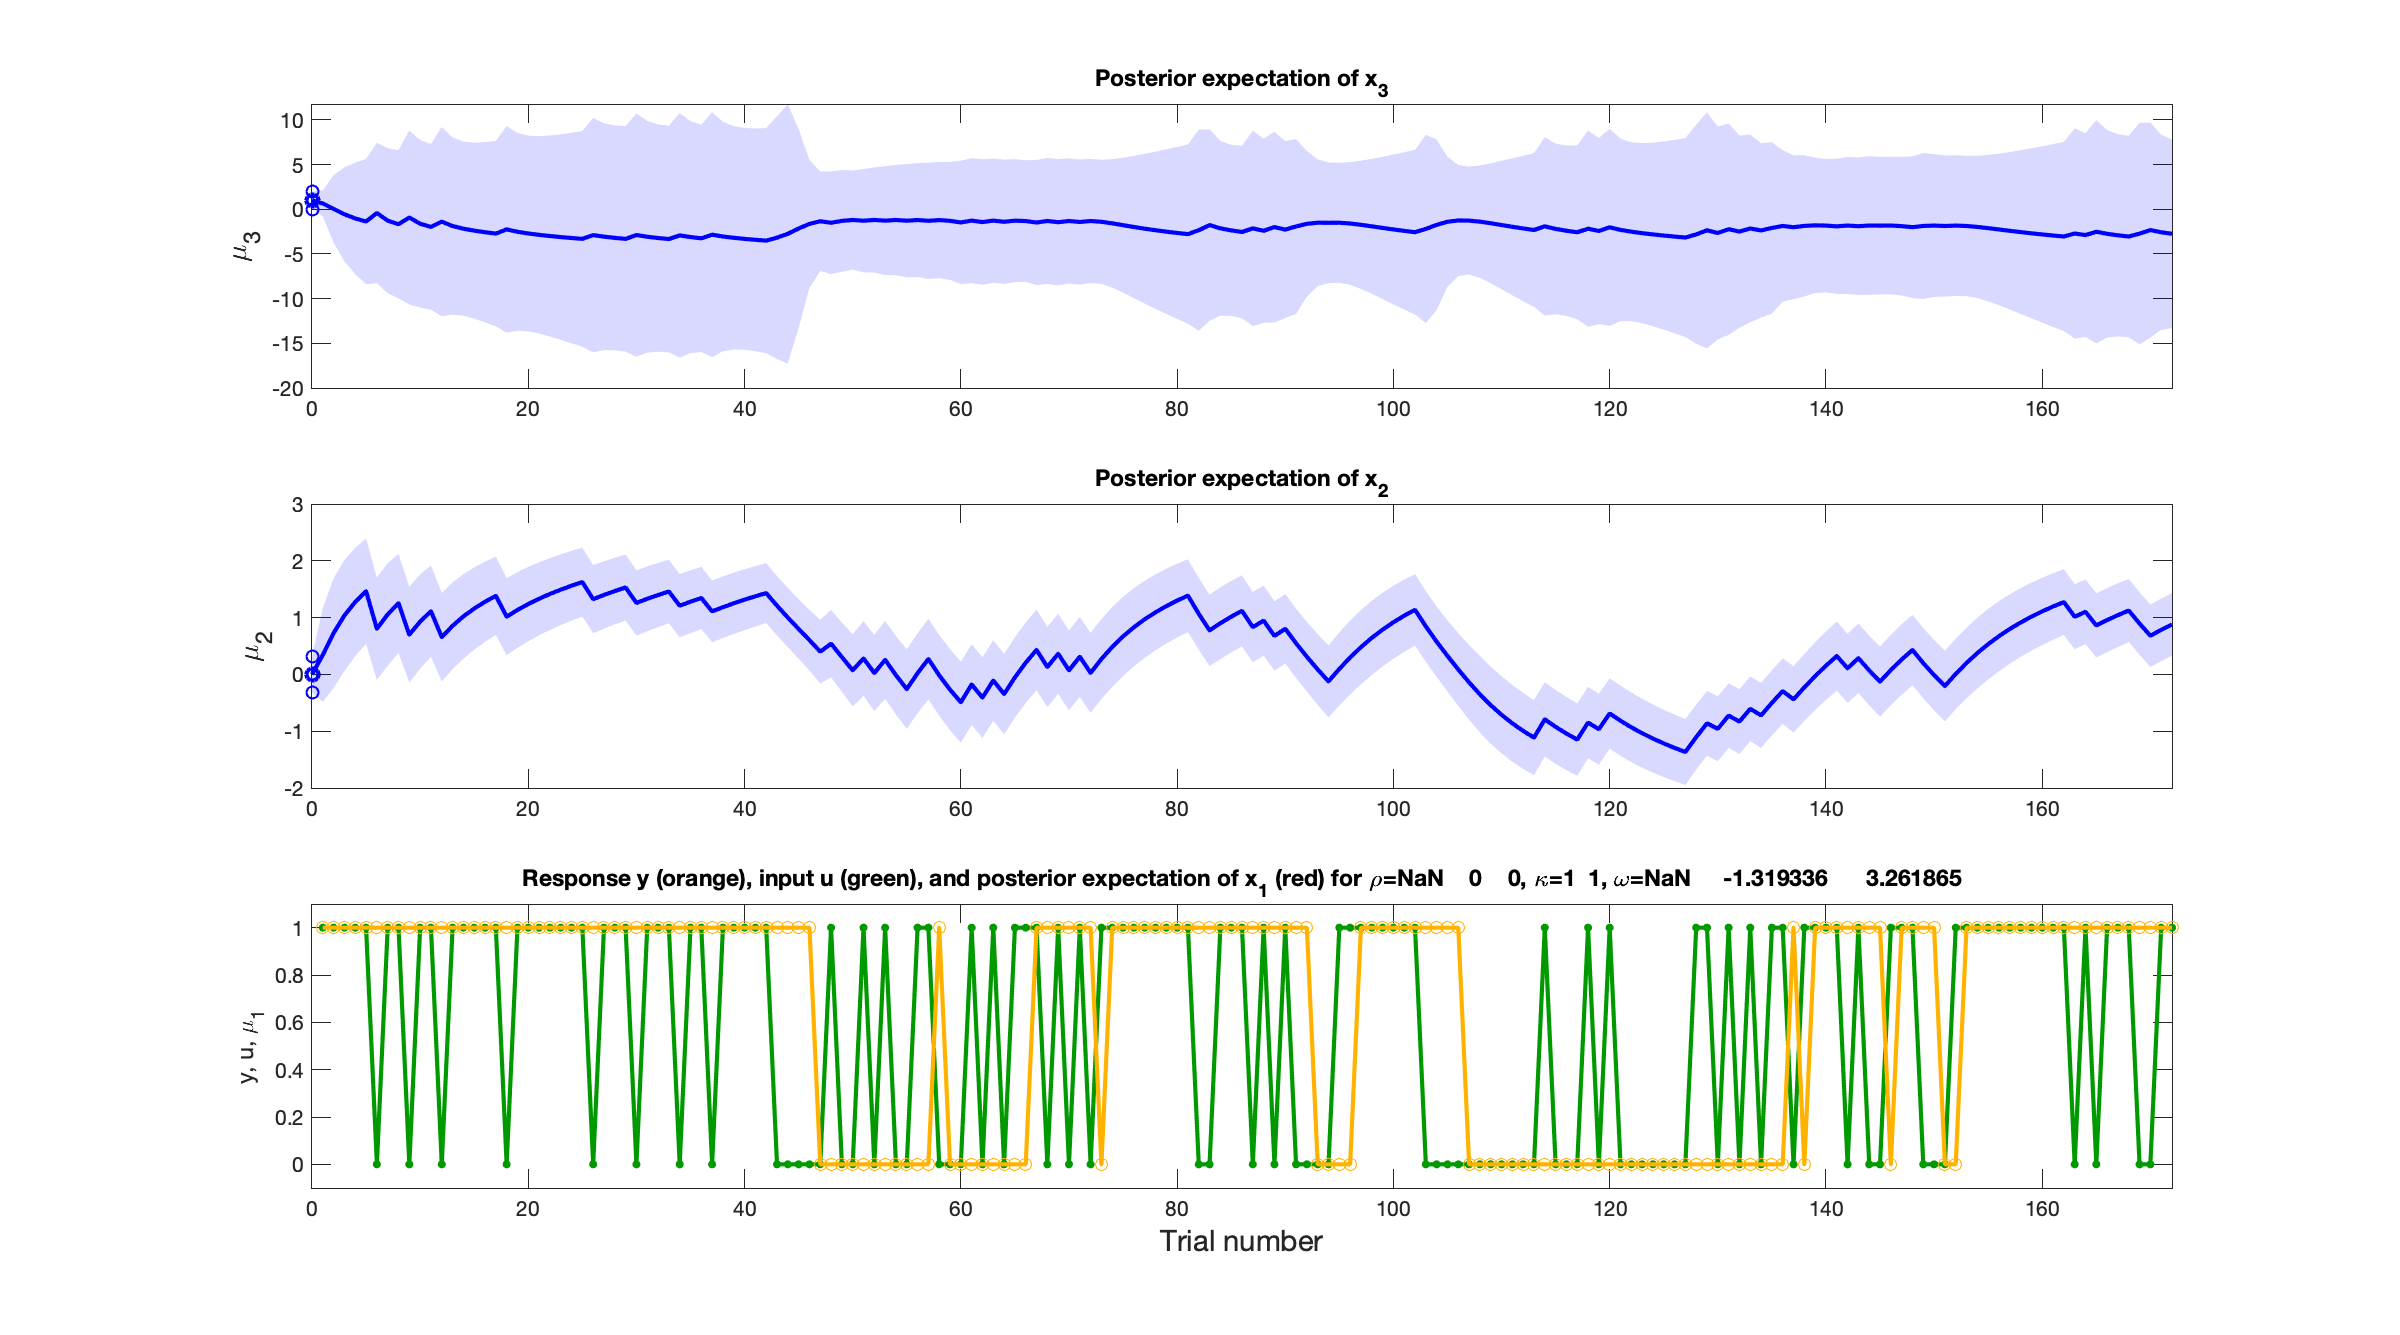 Posterior expectation of x3
10
5
0
-5
-10
-15
-20
μ3
0 20 40 60 80 100 120 140 160
Posterior expectation of x2
3
2
1
0
-1
-2
μ2
0 20 40 60 80 100 120 140 160
Response y (orange), input u (green), and posterior expectation of x1 (red) for ρ=NaN 0 0, κ=1 1, ω=NaN -1.319336 3.261865
1
0.8
0.6
0.4
0.2
0
y, u, μ1
0 20 40 60 80 100 120 140 160
Trial number